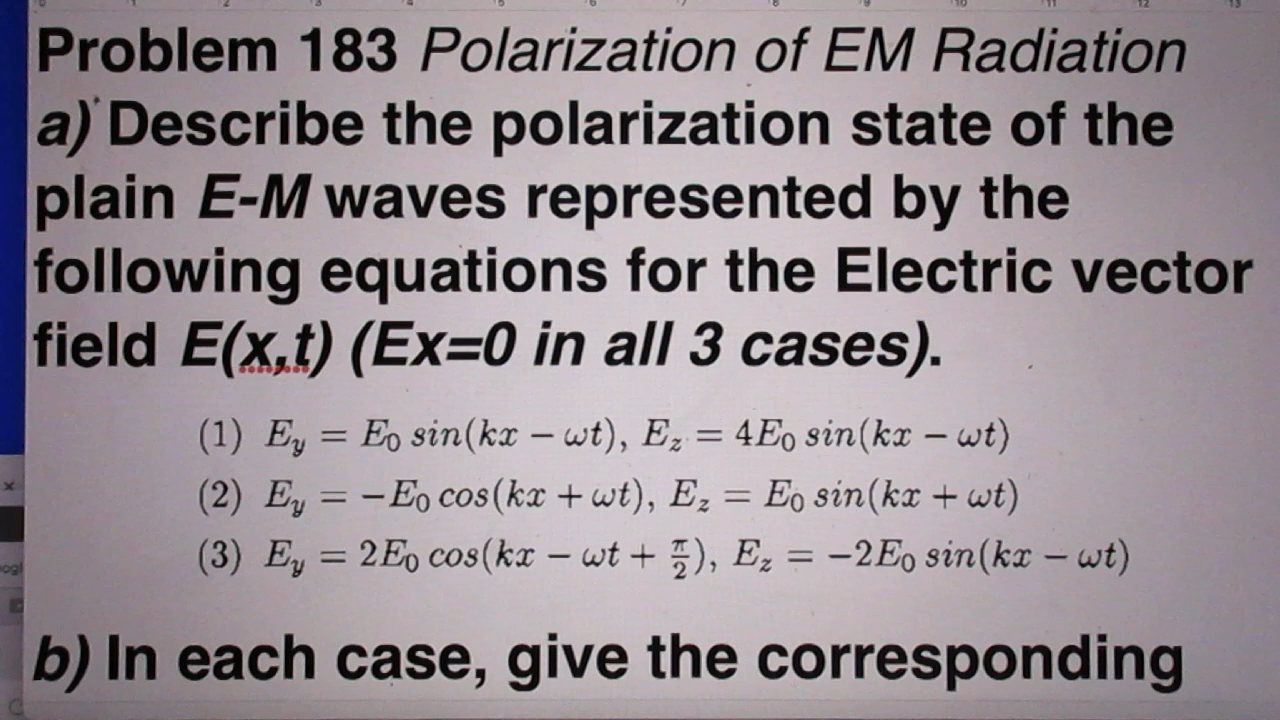 Problem 183 Polarization of EM Radiation
a) Describe the polarization state of the
plain E-M waves represented by the
following equations for the Electric vector
field E(x,t) (Ex=0 in all 3 cases).
(1) E_y = E_0 sin(kx − ωt), E_z = 4E_0 sin(kx − ωt)
(2) E_y = −E_0 cos(kx + ωt), E_z = E_0 sin(kx + ωt)
(3) E_y = 2E_0 cos(kx − ωt + π/2), E_z = −2E_0 sin(kx − ωt)
b) In each case, give the corresponding